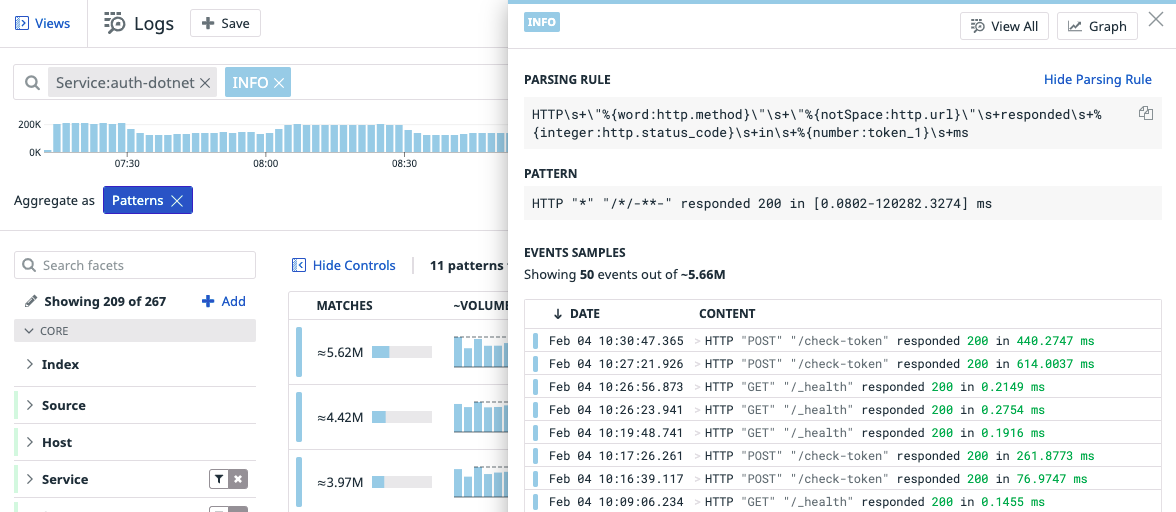 Views
Logs
Save
Service:auth-dotnet
INFO
200K
0K
07:30
08:00
08:30
Aggregate as
Patterns
Search facets
Showing 209 of 267
Add
CORE
Index
Source
Host
Service
Hide Controls
11 patterns
MATCHES
~VOLUME
≈5.62M
≈4.42M
≈3.97M
INFO
View All
Graph
PARSING RULE
Hide Parsing Rule
HTTP\s+\"%{word:http.method}\"\s+\"%{notSpace:http.url}\"\s+responded\s+%
{integer:http.status_code}\s+in\s+%{number:token_1}\s+ms
PATTERN
HTTP "*" "/*/-**-" responded 200 in [0.0802-120282.3274] ms
EVENTS SAMPLES
Showing 50 events out of ~5.66M
↓ DATE CONTENT
Feb 04 10:30:47.365 > HTTP "POST" "/check-token" responded 200 in 440.2747 ms
Feb 04 10:27:21.926 > HTTP "POST" "/check-token" responded 200 in 614.0037 ms
Feb 04 10:26:56.873 > HTTP "GET" "/_health" responded 200 in 0.2149 ms
Feb 04 10:26:23.941 > HTTP "GET" "/_health" responded 200 in 0.2754 ms
Feb 04 10:19:48.741 > HTTP "GET" "/_health" responded 200 in 0.1916 ms
Feb 04 10:17:26.261 > HTTP "POST" "/check-token" responded 200 in 261.8773 ms
Feb 04 10:16:39.117 > HTTP "POST" "/check-token" responded 200 in 76.9747 ms
Feb 04 10:09:06.234 > HTTP "GET" "/_health" responded 200 in 0.1455 ms